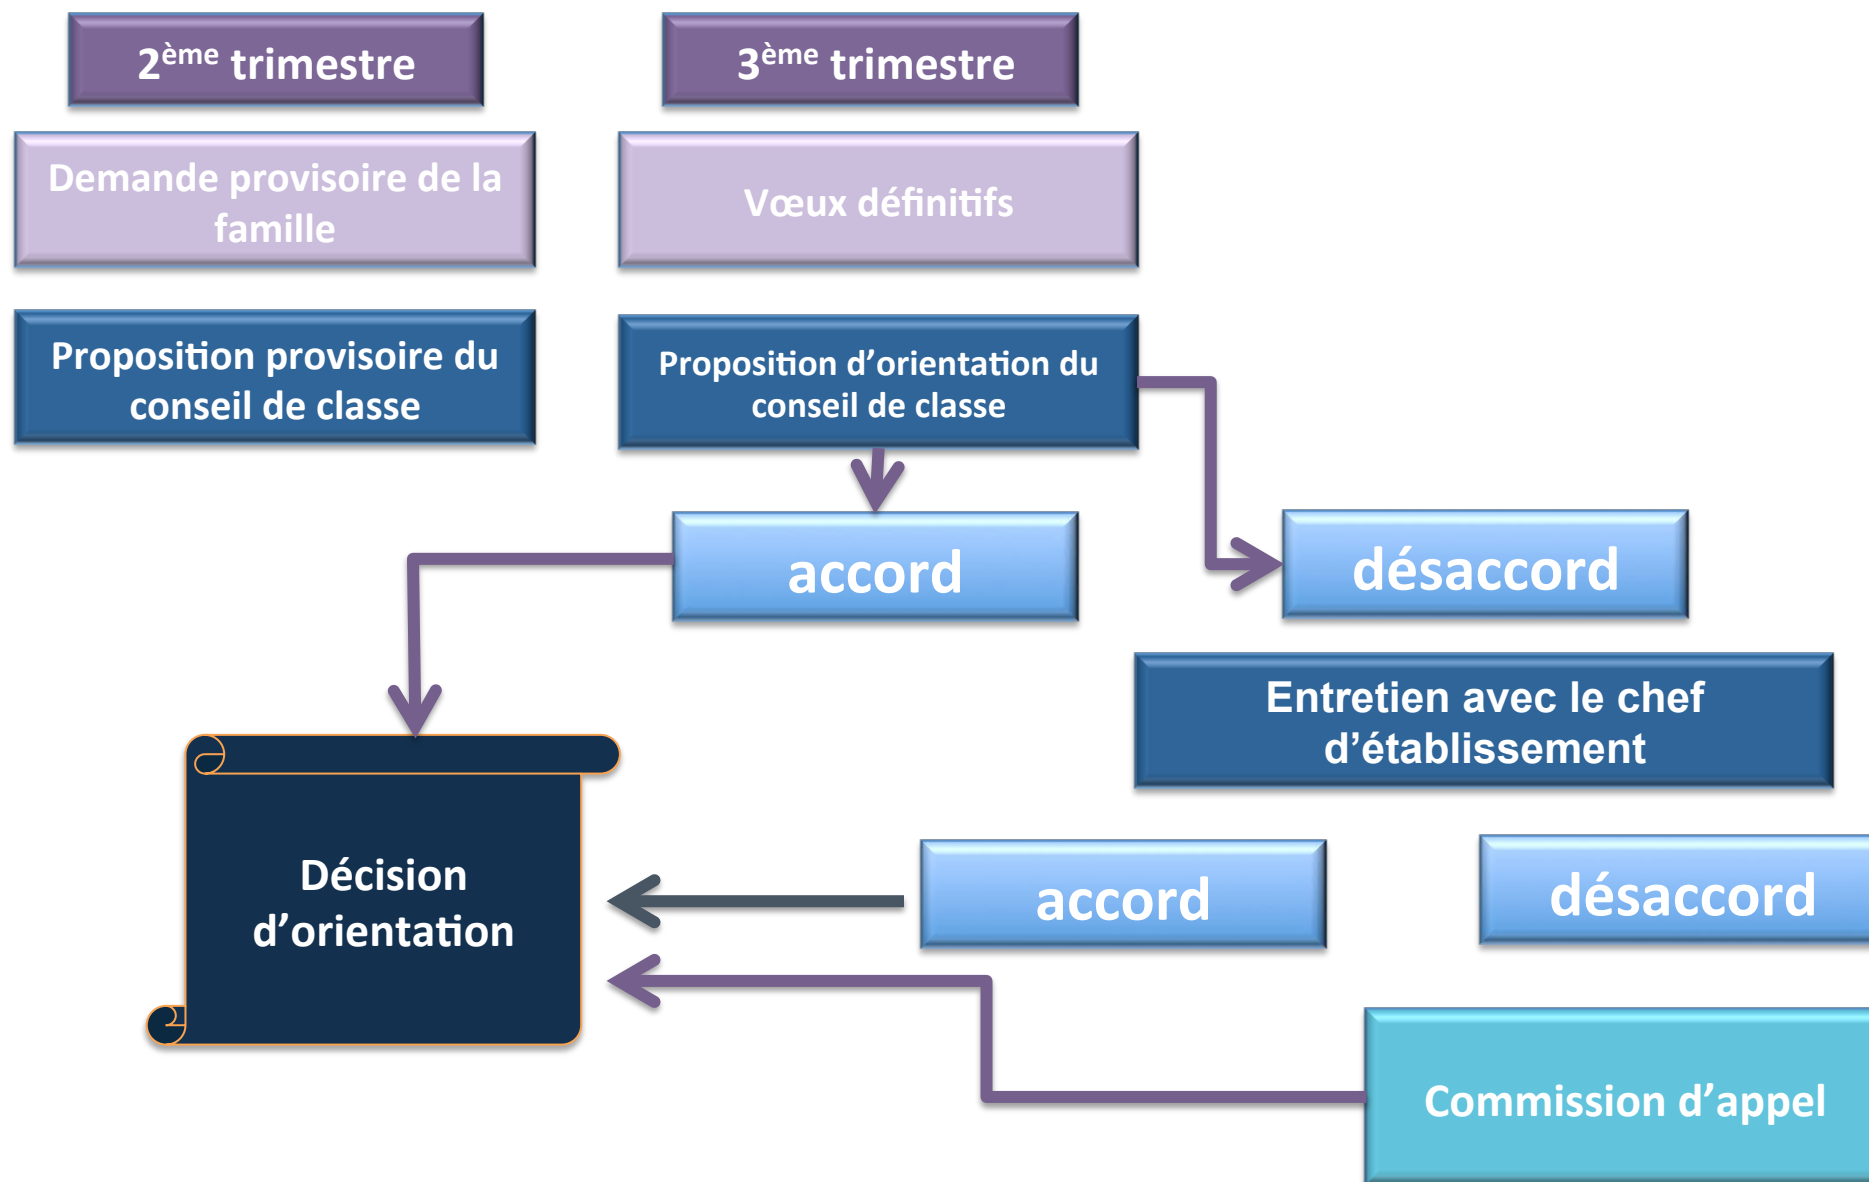 2ème trimestre
3ème trimestre
Demande provisoire de la
famille
Vœux définitifs
Proposition provisoire du
conseil de classe
Proposition d’orientation du
conseil de classe
accord
désaccord
Entretien avec le chef
d’établissement
Décision
d’orientation
accord
désaccord
Commission d’appel